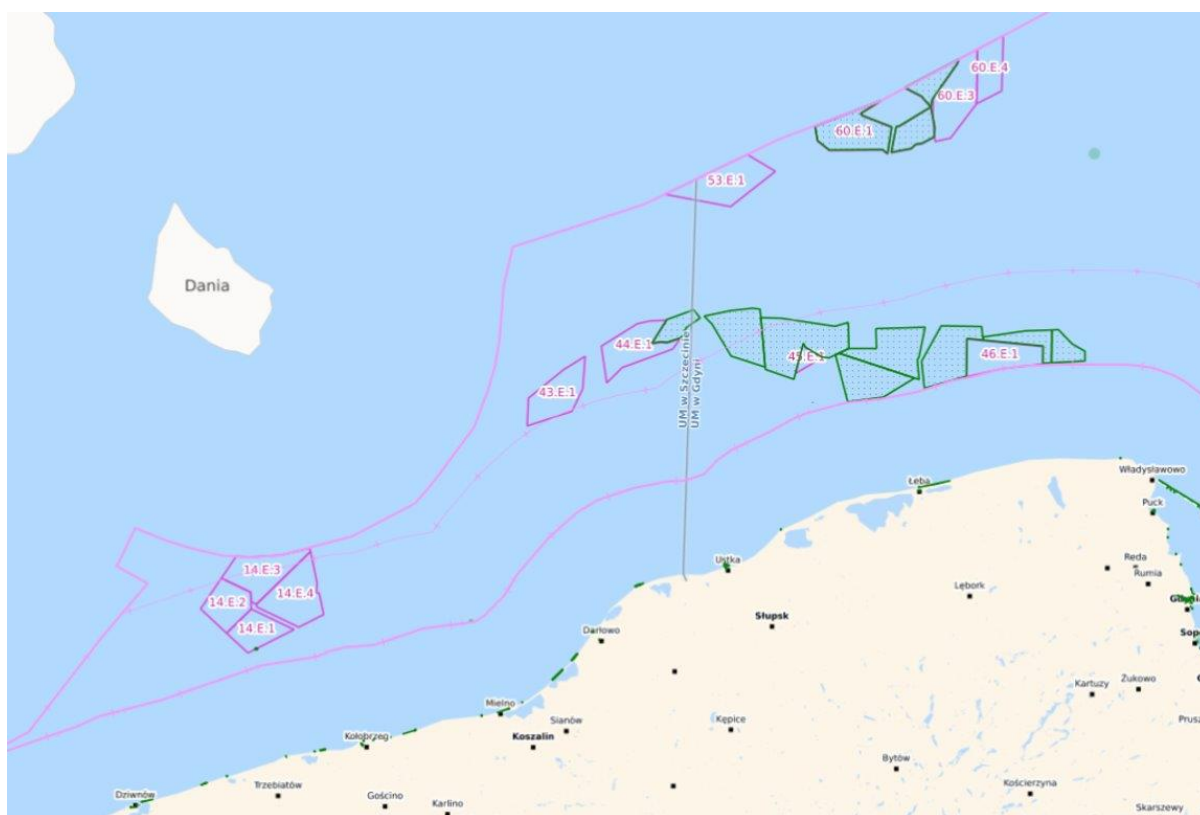 60.E.4
60.E.3
60.E.1
53.E.1
Dania
44.E.1
45.E.1
46.E.1
43.E.1
UM w Szczecinie
UM w Gdyni
Władysławowo
Łeba
Puck
Ustka
Reda
Rumia
14.E.3
14.E.4
14.E.2
14.E.1
Lębork
Słupsk
Darłowo
Kartuzy
Żukowo
Mielno
Sianów
Kępice
Kołobrzeg
Koszalin
Bytów
Dziwnów
Trzebiatów
Gościno
Karlino
Kościerzyna
Skarszewy